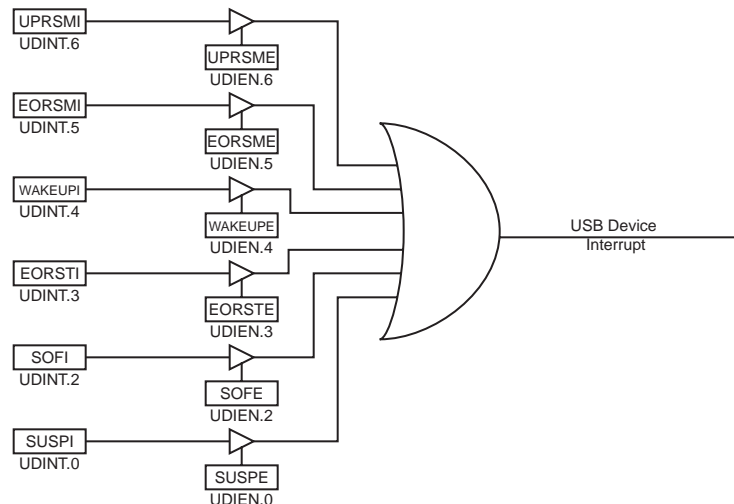 UPRSMI
UDINT.6
UPRSME
UDIEN.6
EORSMI
UDINT.5
EORSME
UDIEN.5
WAKEUPI
UDINT.4
WAKEUPE
UDIEN.4
EORSTI
UDINT.3
EORSTE
UDIEN.3
SOFI
UDINT.2
SOFE
UDIEN.2
SUSPI
UDINT.0
SUSPE
UDIEN.0
USB Device
Interrupt